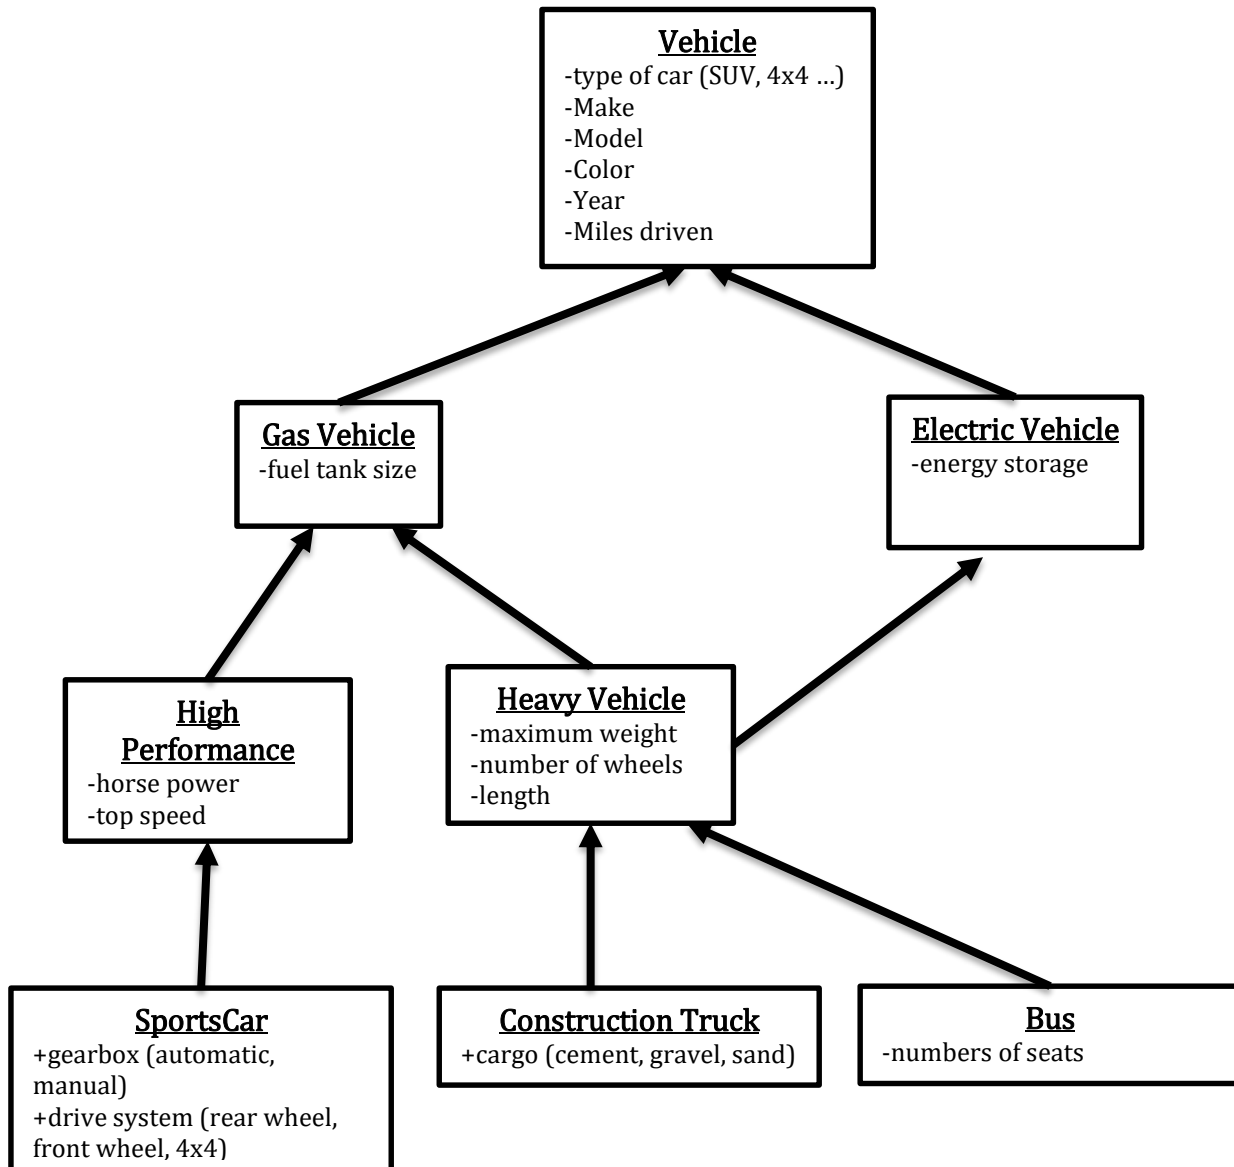 Vehicle
-type of car (SUV, 4x4 ...)
-Make
-Model
-Color
-Year
-Miles driven
Gas Vehicle
-fuel tank size
Electric Vehicle
-energy storage
High
Performance
-horse power
-top speed
Heavy Vehicle
-maximum weight
-number of wheels
-length
SportsCar
+gearbox (automatic,
manual)
+drive system (rear wheel,
front wheel, 4x4)
Construction Truck
+cargo (cement, gravel, sand)
Bus
-numbers of seats